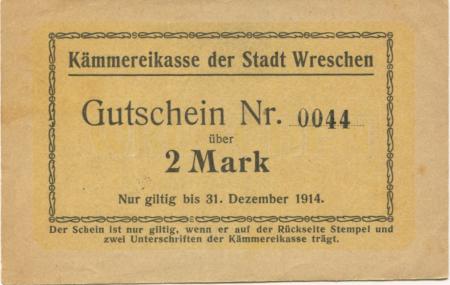 Kämmereikasse der Stadt Wreschen
Gutschein Nr. 0044
über
2 Mark
Nur giltig bis 31. Dezember 1914.
Der Schein ist nur giltig, wenn er auf der Rückseite Stempel und
zwei Unterschriften der Kämmereikasse trägt.